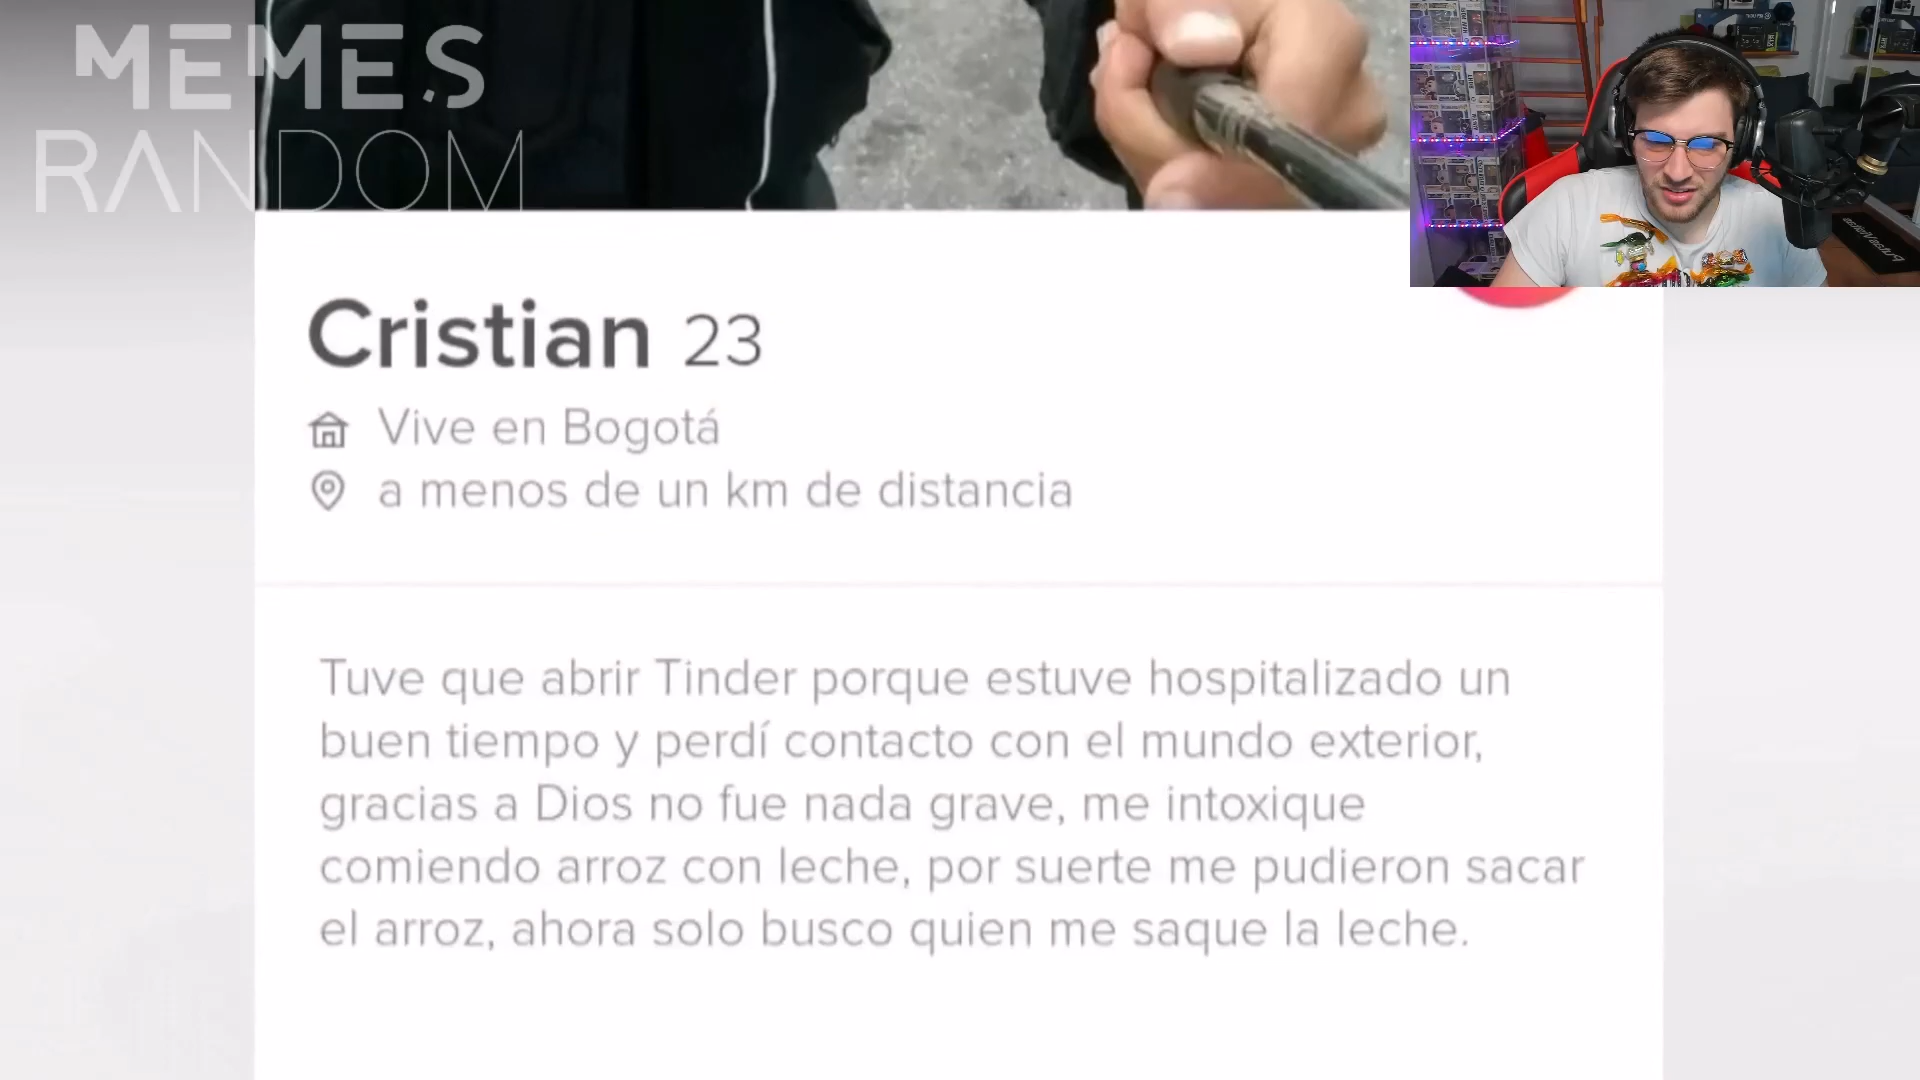 MEMES
RANDOM
Cristian 23
Vive en Bogotá
a menos de un km de distancia
Tuve que abrir Tinder porque estuve hospitalizado un
buen tiempo y perdí contacto con el mundo exterior,
gracias a Dios no fue nada grave, me intoxique
comiendo arroz con leche, por suerte me pudieron sacar
el arroz, ahora solo busco quien me saque la leche.